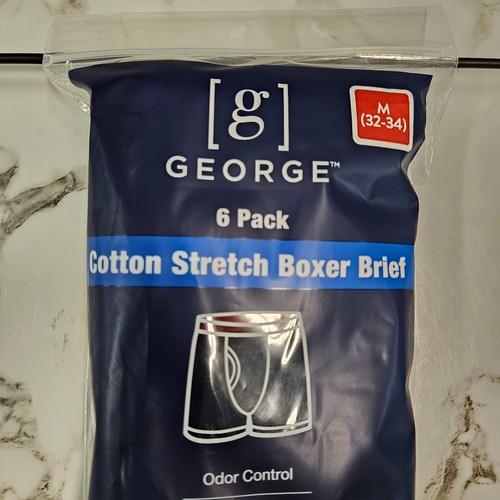 [g]
M
(32-34)
GEORGE™
6 Pack
Cotton Stretch Boxer Brief
Odor Control